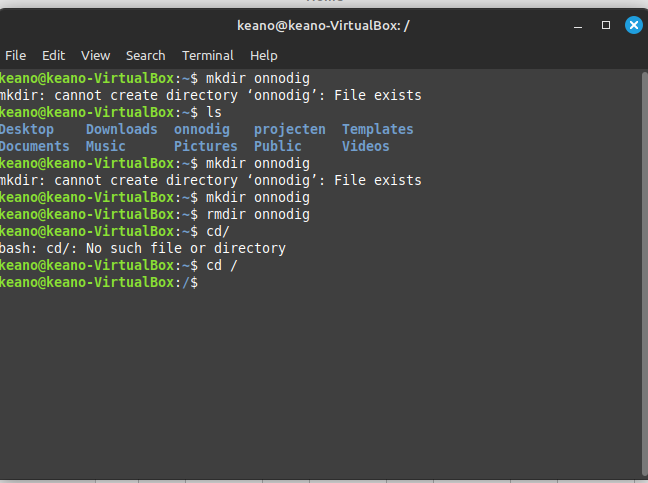 keano@keano-VirtualBox: /
File Edit View Search Terminal Help
keano@keano-VirtualBox:~$ mkdir onnodig
mkdir: cannot create directory ‘onnodig’: File exists
keano@keano-VirtualBox:~$ ls
Desktop Downloads onnodig projecten Templates
Documents Music Pictures Public Videos
keano@keano-VirtualBox:~$ mkdir onnodig
mkdir: cannot create directory ‘onnodig’: File exists
keano@keano-VirtualBox:~$ mkdir onnodig
keano@keano-VirtualBox:~$ rmdir onnodig
keano@keano-VirtualBox:~$ cd/
bash: cd/: No such file or directory
keano@keano-VirtualBox:~$ cd /
keano@keano-VirtualBox:/$